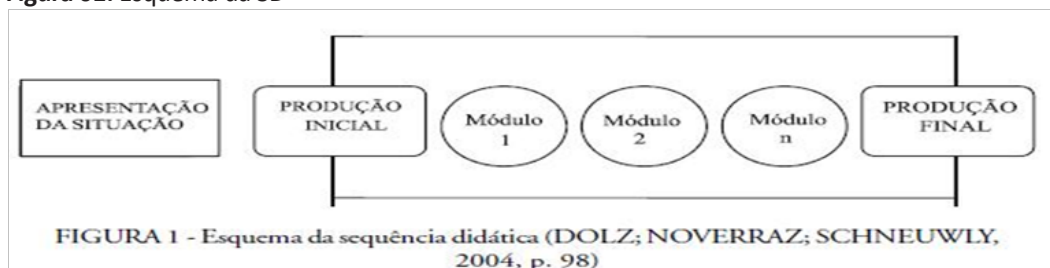 Figura 02: Esquema da SD
APRESENTAÇÃO
DA SITUAÇÃO
PRODUÇÃO
INICIAL
Módulo
1
Módulo
2
Módulo
n
PRODUÇÃO
FINAL
FIGURA 1 - Esquema da sequência didática (DOLZ; NOVERRAZ; SCHNEUWLY,
2004, p. 98)